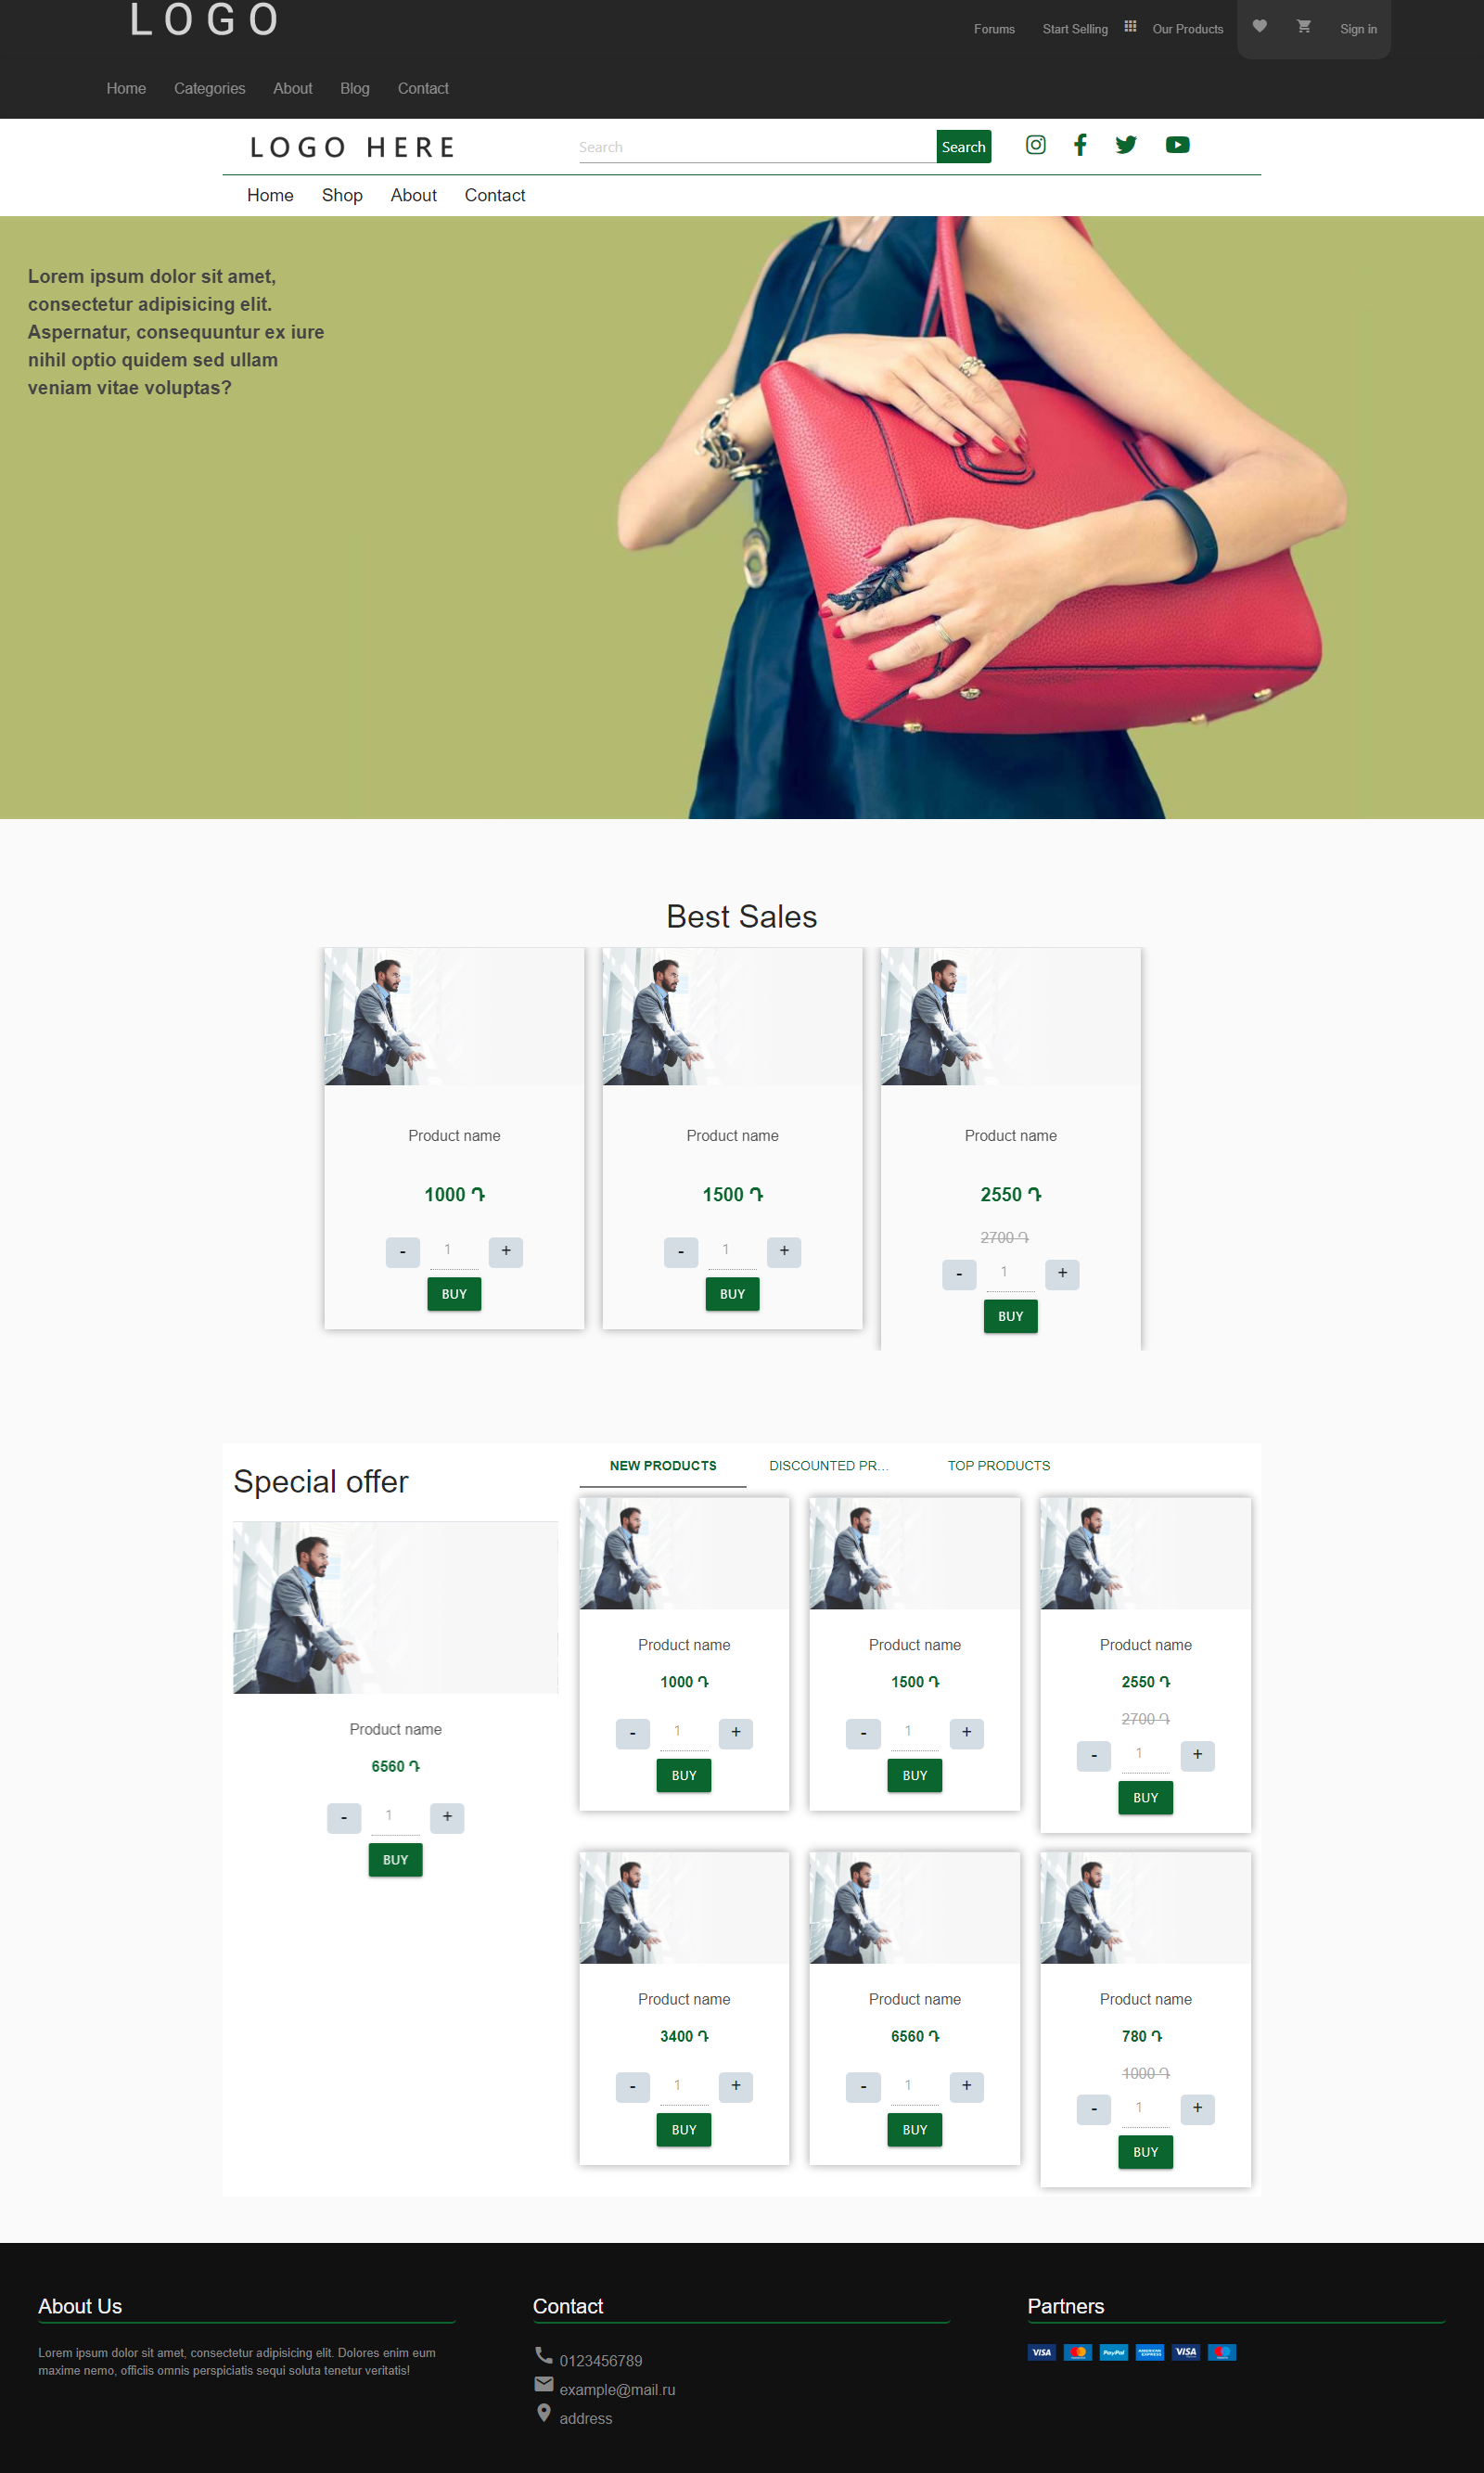 LOGO
Forums Start Selling Our Products Sign in
Home Categories About Blog Contact
LOGO HERE
Search Search
Home Shop About Contact
Lorem ipsum dolor sit amet,
consectetur adipisicing elit.
Aspernatur, consequuntur ex iure
nihil optio quidem sed ullam
veniam vitae voluptas?
Best Sales
Product name
1000 Դ
- 1 +
BUY
Product name
1500 Դ
- 1 +
BUY
Product name
2550 Դ
2700 Դ
- 1 +
BUY
Special offer
Product name
6560 Դ
- 1 +
BUY
NEW PRODUCTS DISCOUNTED PR... TOP PRODUCTS
Product name
1000 Դ
- 1 +
BUY
Product name
1500 Դ
- 1 +
BUY
Product name
2550 Դ
2700 Դ
- 1 +
BUY
Product name
3400 Դ
- 1 +
BUY
Product name
6560 Դ
- 1 +
BUY
Product name
780 Դ
1000 Դ
- 1 +
BUY
About Us
Lorem ipsum dolor sit amet, consectetur adipisicing elit. Dolores enim eum
maxime nemo, officiis omnis perspiciatis sequi soluta tenetur veritatis!
Contact
0123456789
example@mail.ru
address
Partners
VISA PayPal AMERICAN EXPRESS VISA